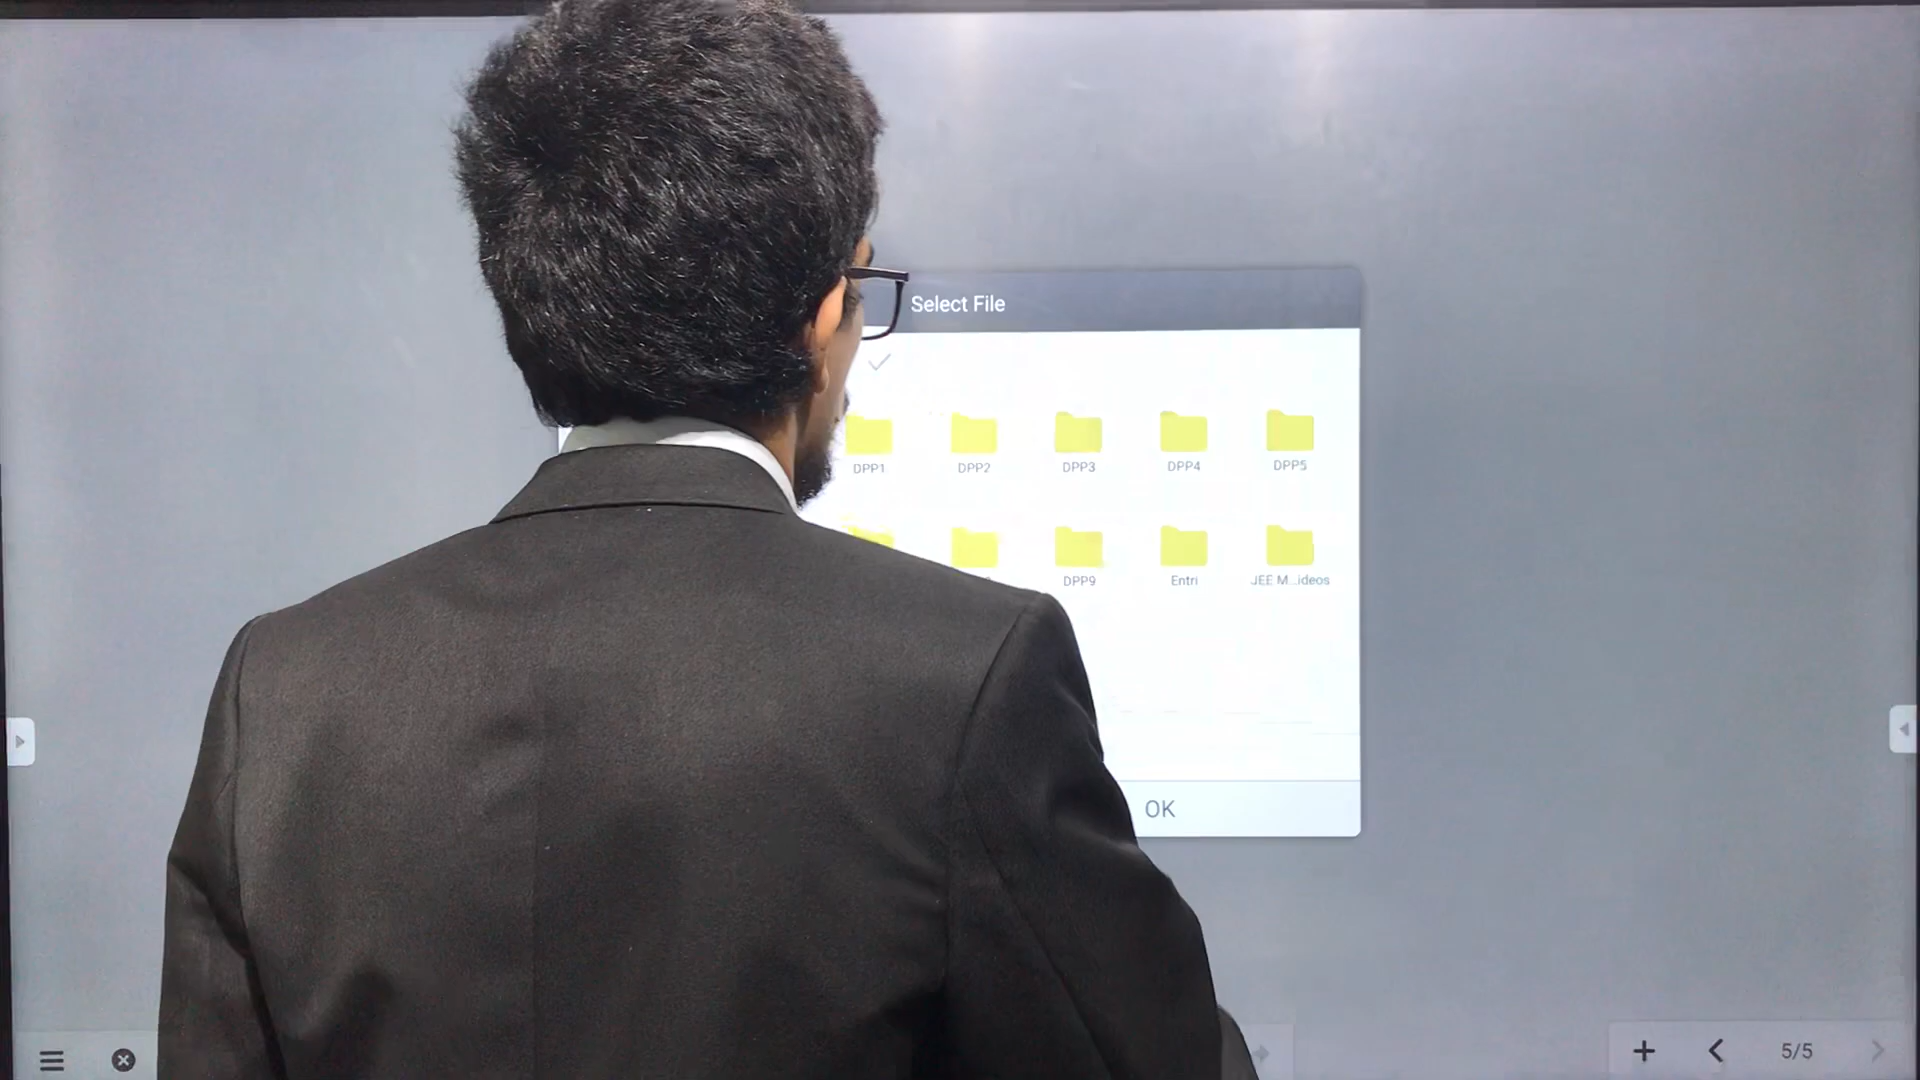 Select File
DPP1 DPP2 DPP3 DPP4 DPP5
DPP9 Entri JEE M...ideos
OK
5/5